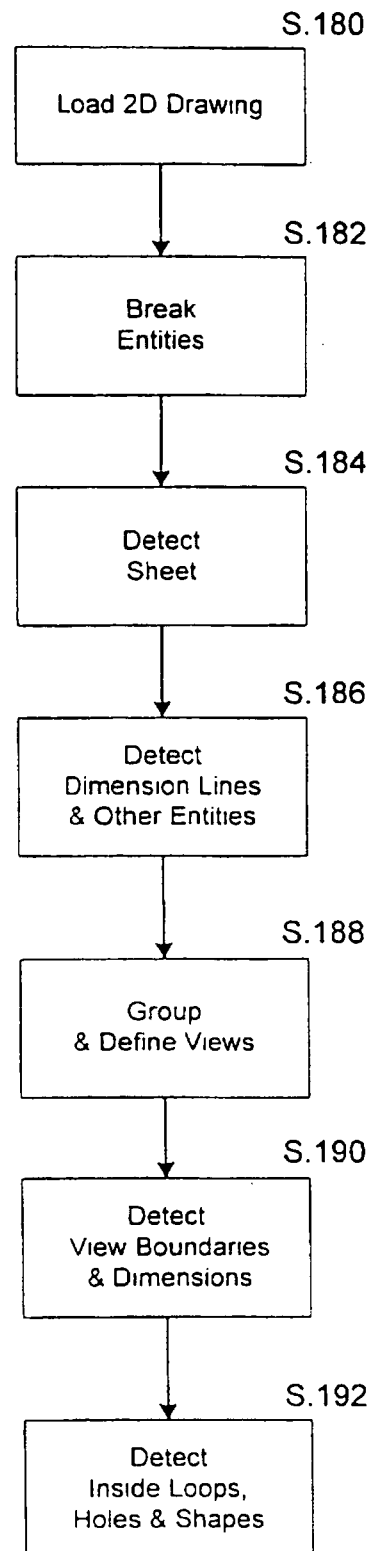 S.180
Load 2D Drawing
S.182
Break
Entities
S.184
Detect
Sheet
S.186
Detect
Dimension Lines
& Other Entities
S.188
Group
& Define Views
S.190
Detect
View Boundaries
& Dimensions
S.192
Detect
Inside Loops,
Holes & Shapes